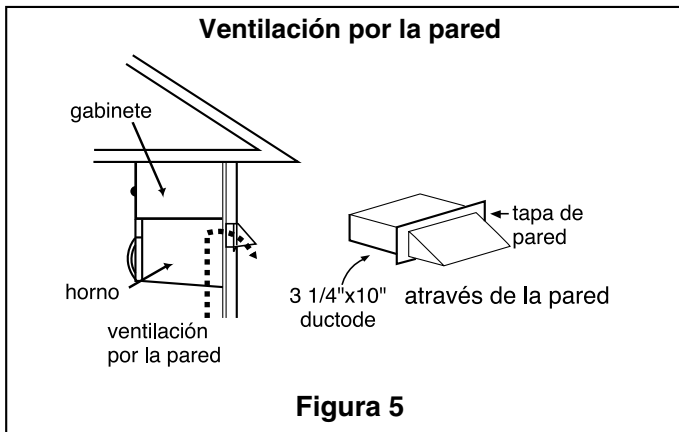 Ventilación por la pared
gabinete
horno
ventilación
por la pared
tapa de
pared
3 1/4"x10"
ductode
através de la pared
Figura 5